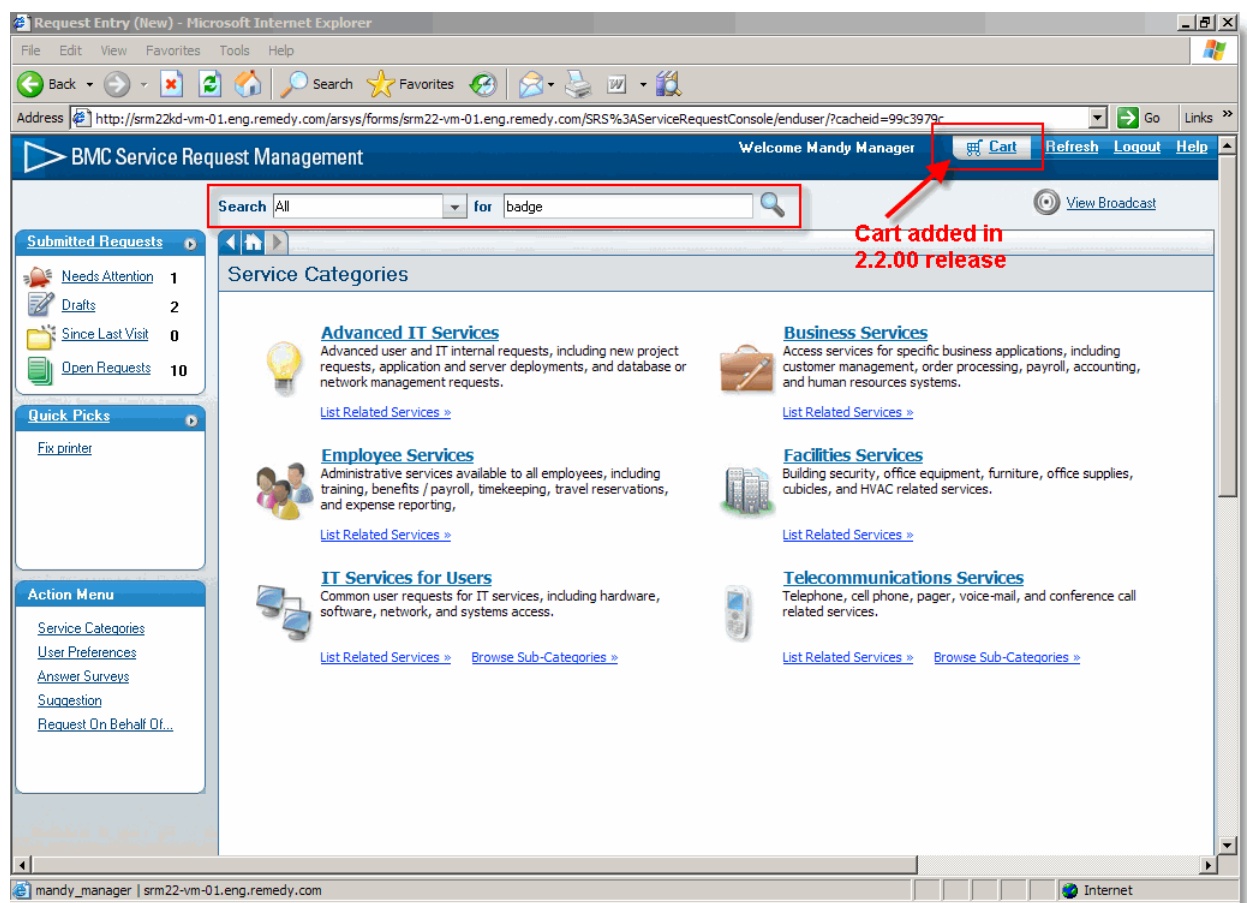 Request Entry (New) - Microsoft Internet Explorer
File Edit View Favorites Tools Help
Back Search Favorites
Address http://srm22kd-vm-01.eng.remedy.com/arsys/forms/srm22-vm-01.eng.remedy.com/SRS%3AServiceRequestConsole/enduser/?cacheid=99c3979c Go Links »
BMC Service Request Management Welcome Mandy Manager Cart Refresh Logout Help
Search All for badge View Broadcast
Cart added in
2.2.00 release
Submitted Requests
Needs Attention 1
Drafts 2
Since Last Visit 0
Open Requests 10
Quick Picks
Fix printer
Action Menu
Service Categories
User Preferences
Answer Surveys
Suggestion
Request On Behalf Of...
Service Categories
Advanced IT Services
Advanced user and IT internal requests, including new project
requests, application and server deployments, and database or
network management requests.
List Related Services »
Business Services
Access services for specific business applications, including
customer management, order processing, payroll, accounting,
and human resources systems.
List Related Services »
Employee Services
Administrative services available to all employees, including
training, benefits / payroll, timekeeping, travel reservations,
and expense reporting,
List Related Services »
Facilities Services
Building security, office equipment, furniture, office supplies,
cubicles, and HVAC related services.
List Related Services »
IT Services for Users
Common user requests for IT services, including hardware,
software, network, and systems access.
List Related Services » Browse Sub-Categories »
Telecommunications Services
Telephone, cell phone, pager, voice-mail, and conference call
related services.
List Related Services » Browse Sub-Categories »
mandy_manager | srm22-vm-01.eng.remedy.com Internet